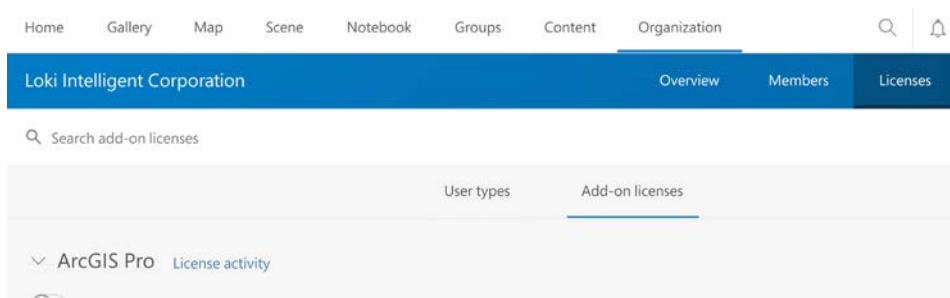 Home Gallery Map Scene Notebook Groups Content Organization
Loki Intelligent Corporation Overview Members Licenses
Search add-on licenses
User types Add-on licenses
ArcGIS Pro License activity